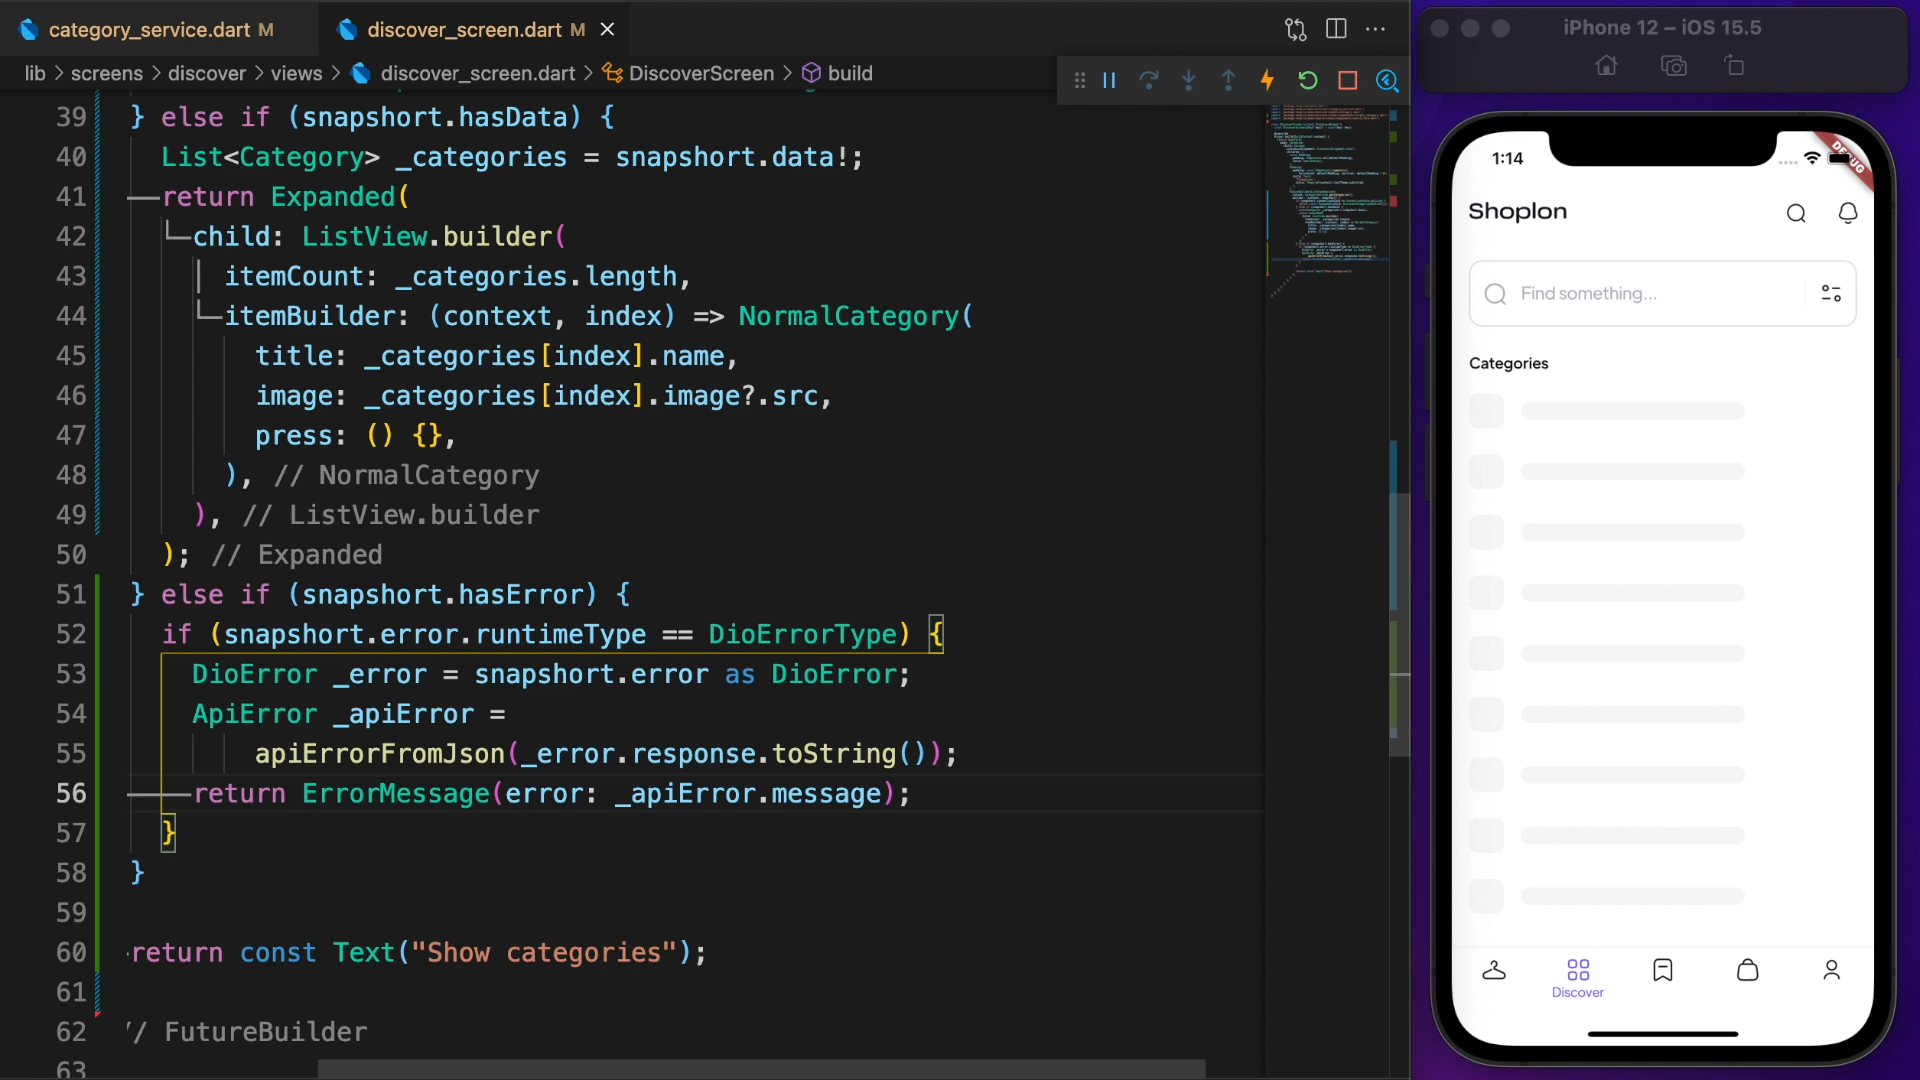 category_service.dart M
discover_screen.dart M
lib > screens > discover > views > discover_screen.dart > DiscoverScreen > build
39 } else if (snapshort.hasData) {
40 List<Category> _categories = snapshort.data!;
41 return Expanded(
42 child: ListView.builder(
43 itemCount: _categories.length,
44 itemBuilder: (context, index) => NormalCategory(
45 title: _categories[index].name,
46 image: _categories[index].image?.src,
47 press: () {},
48 ), // NormalCategory
49 ), // ListView.builder
50 ); // Expanded
51 } else if (snapshort.hasError) {
52 if (snapshort.error.runtimeType == DioErrorType) {
53 DioError _error = snapshort.error as DioError;
54 ApiError _apiError =
55 apiErrorFromJson(_error.response.toString());
56 return ErrorMessage(error: _apiError.message);
57 }
58 }
59
60 return const Text("Show categories");
61
62 // FutureBuilder
63
iPhone 12 – iOS 15.5
1:14
DEBUG
Shoplon
Find something...
Categories
Discover